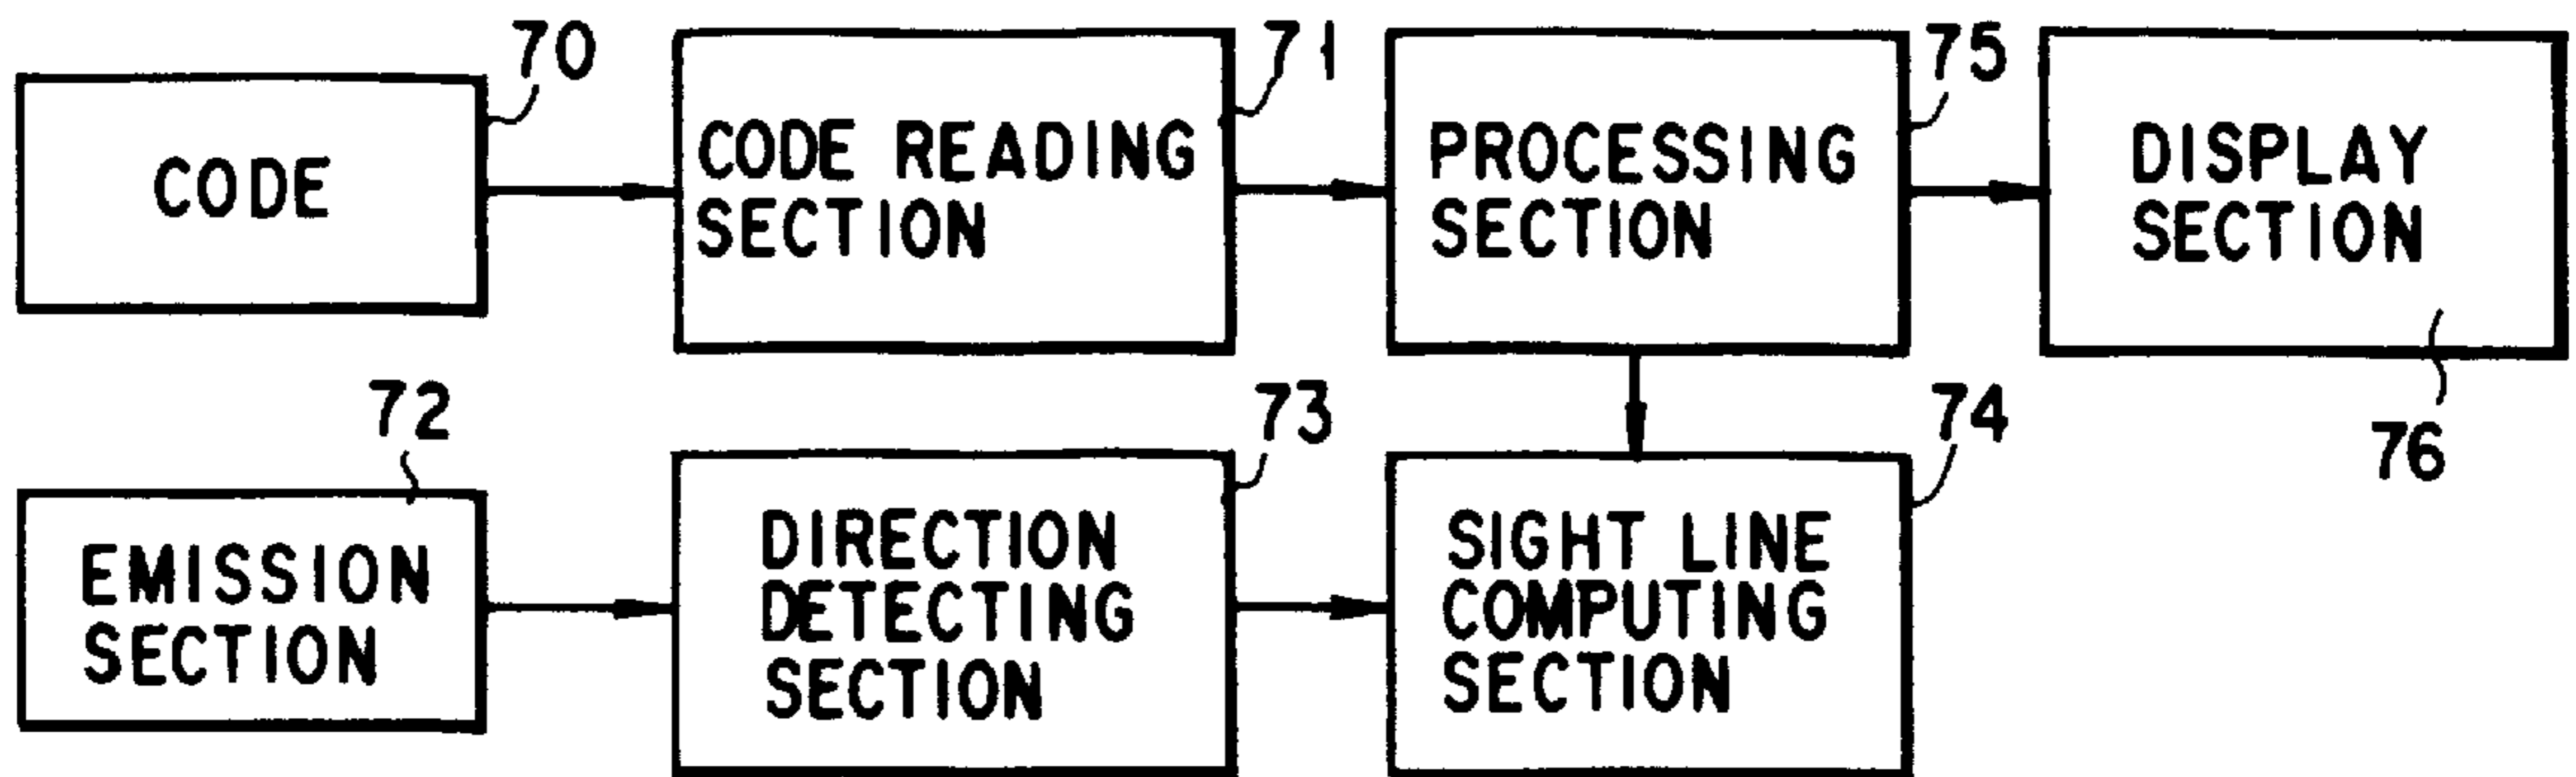 70
CODE
71
CODE READING
SECTION
75
PROCESSING
SECTION
DISPLAY
SECTION
76
72
EMISSION
SECTION
73
DIRECTION
DETECTING
SECTION
74
SIGHT LINE
COMPUTING
SECTION